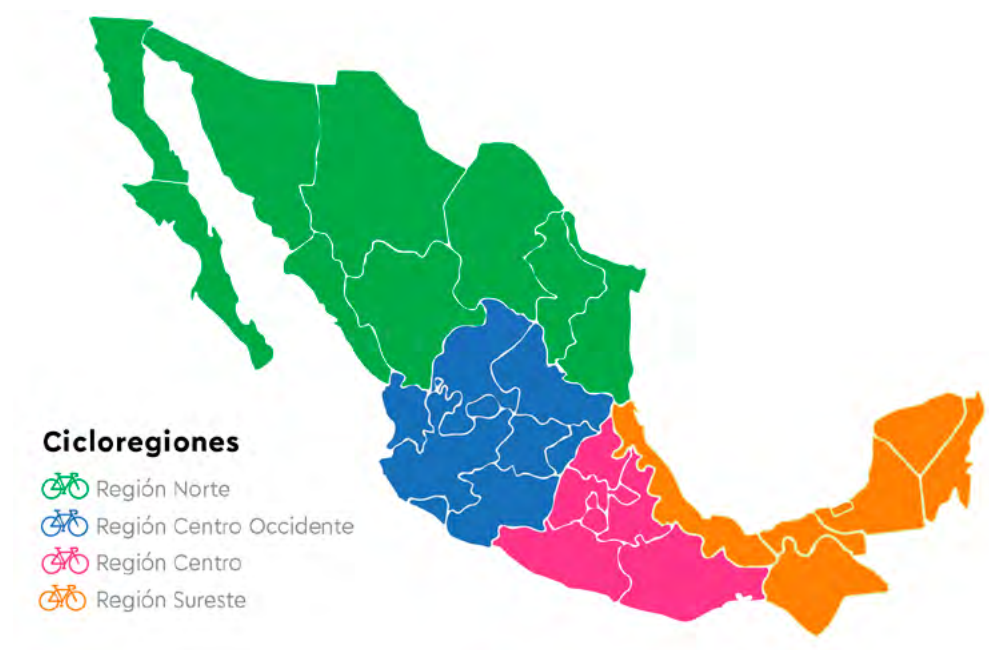 Cicloregiones
Región Norte
Región Centro Occidente
Región Centro
Región Sureste